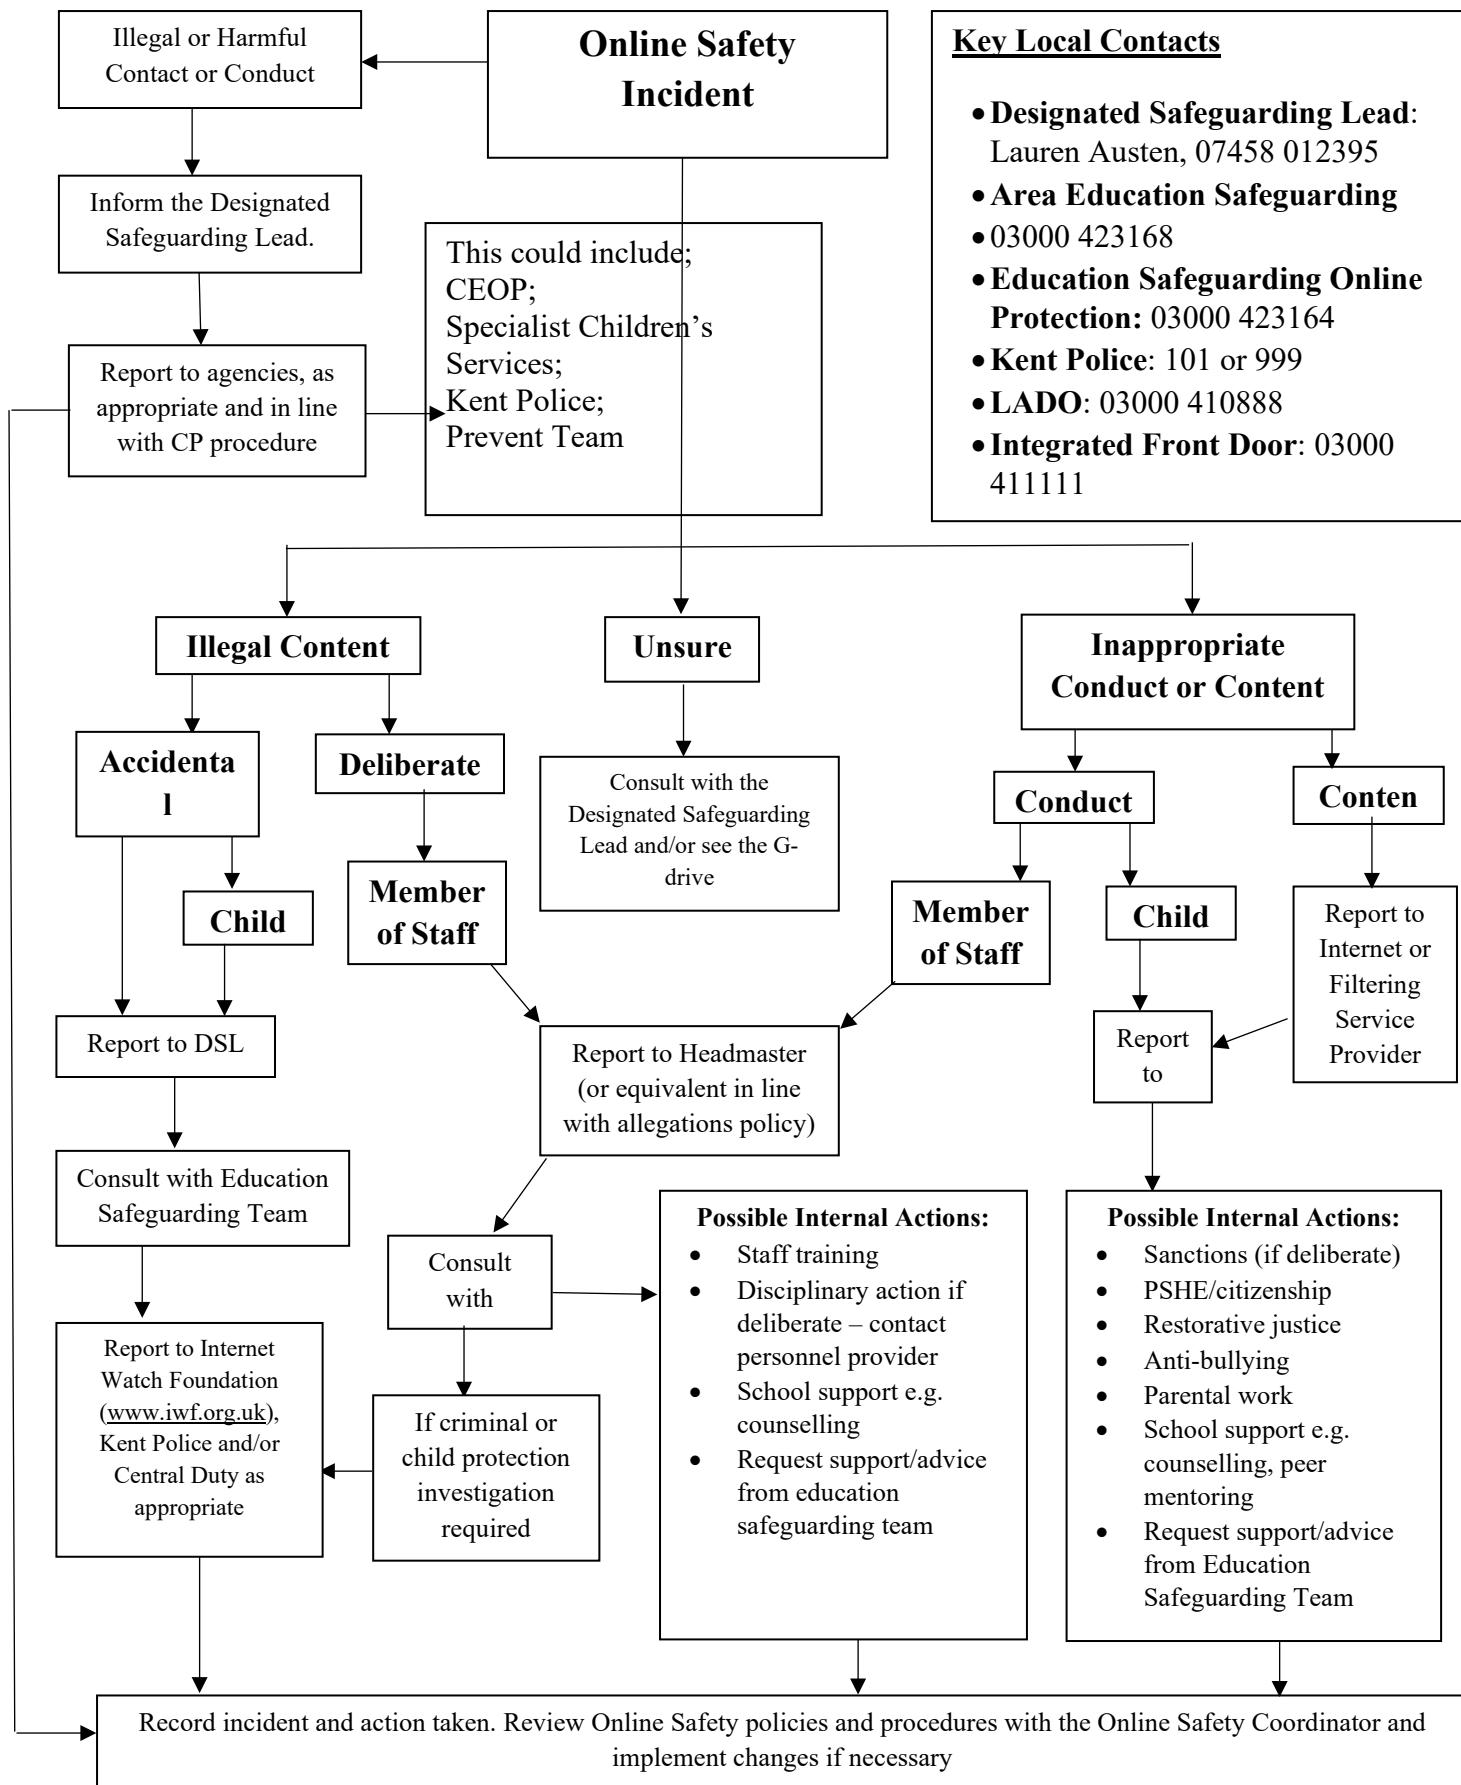 Illegal or Harmful
Contact or Conduct
Online Safety
Incident
Key Local Contacts
• Designated Safeguarding Lead:
Lauren Austen, 07458 012395
• Area Education Safeguarding
• 03000 423168
• Education Safeguarding Online
Protection: 03000 423164
• Kent Police: 101 or 999
• LADO: 03000 410888
• Integrated Front Door: 03000
411111
Inform the Designated
Safeguarding Lead.
This could include;
CEOP;
Specialist Children’s
Services;
Kent Police;
Prevent Team
Report to agencies, as
appropriate and in line
with CP procedure
Illegal Content
Unsure
Inappropriate
Conduct or Content
Accidenta
l
Deliberate
Consult with the
Designated Safeguarding
Lead and/or see the G-
drive
Conduct
Conten
Child
Member
of Staff
Member
of Staff
Child
Report to
Internet or
Filtering
Service
Provider
Report to DSL
Report to Headmaster
(or equivalent in line
with allegations policy)
Report
to
Consult with Education
Safeguarding Team
Consult
with
Possible Internal Actions:
• Staff training
• Disciplinary action if
deliberate – contact
personnel provider
• School support e.g.
counselling
• Request support/advice
from education
safeguarding team
Possible Internal Actions:
• Sanctions (if deliberate)
• PSHE/citizenship
• Restorative justice
• Anti-bullying
• Parental work
• School support e.g.
counselling, peer
mentoring
• Request support/advice
from Education
Safeguarding Team
Report to Internet
Watch Foundation
(www.iwf.org.uk),
Kent Police and/or
Central Duty as
appropriate
If criminal or
child protection
investigation
required
Record incident and action taken. Review Online Safety policies and procedures with the Online Safety Coordinator and
implement changes if necessary